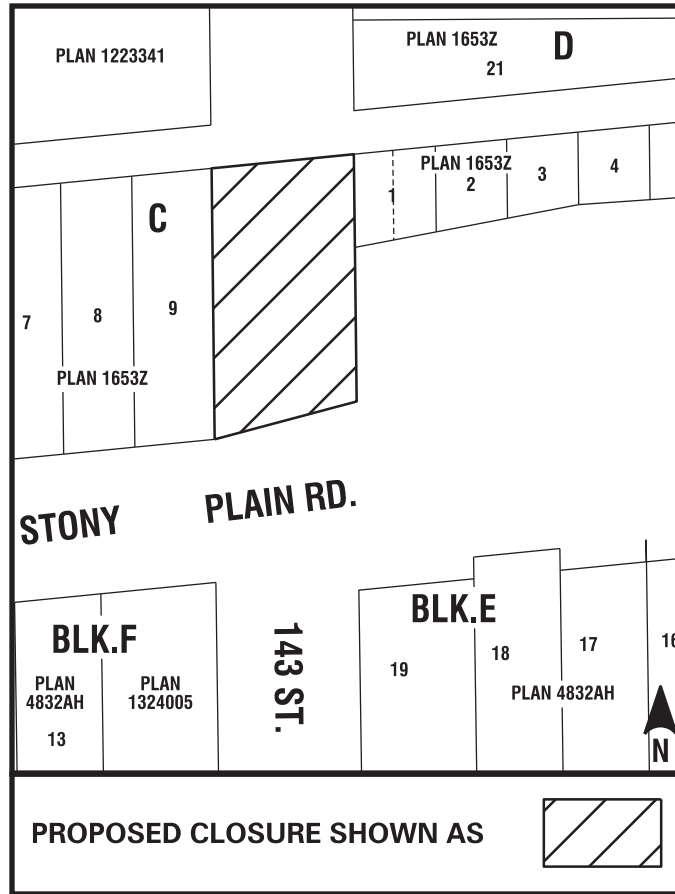 PLAN 1223341
PLAN 1653Z
D
21
PLAN 1653Z
1
2
3
4
C
7
8
9
PLAN 1653Z
STONY PLAIN RD.
BLK.F
PLAN
4832AH
13
PLAN
1324005
143 ST.
BLK.E
19
18
17
16
PLAN 4832AH
N
PROPOSED CLOSURE SHOWN AS